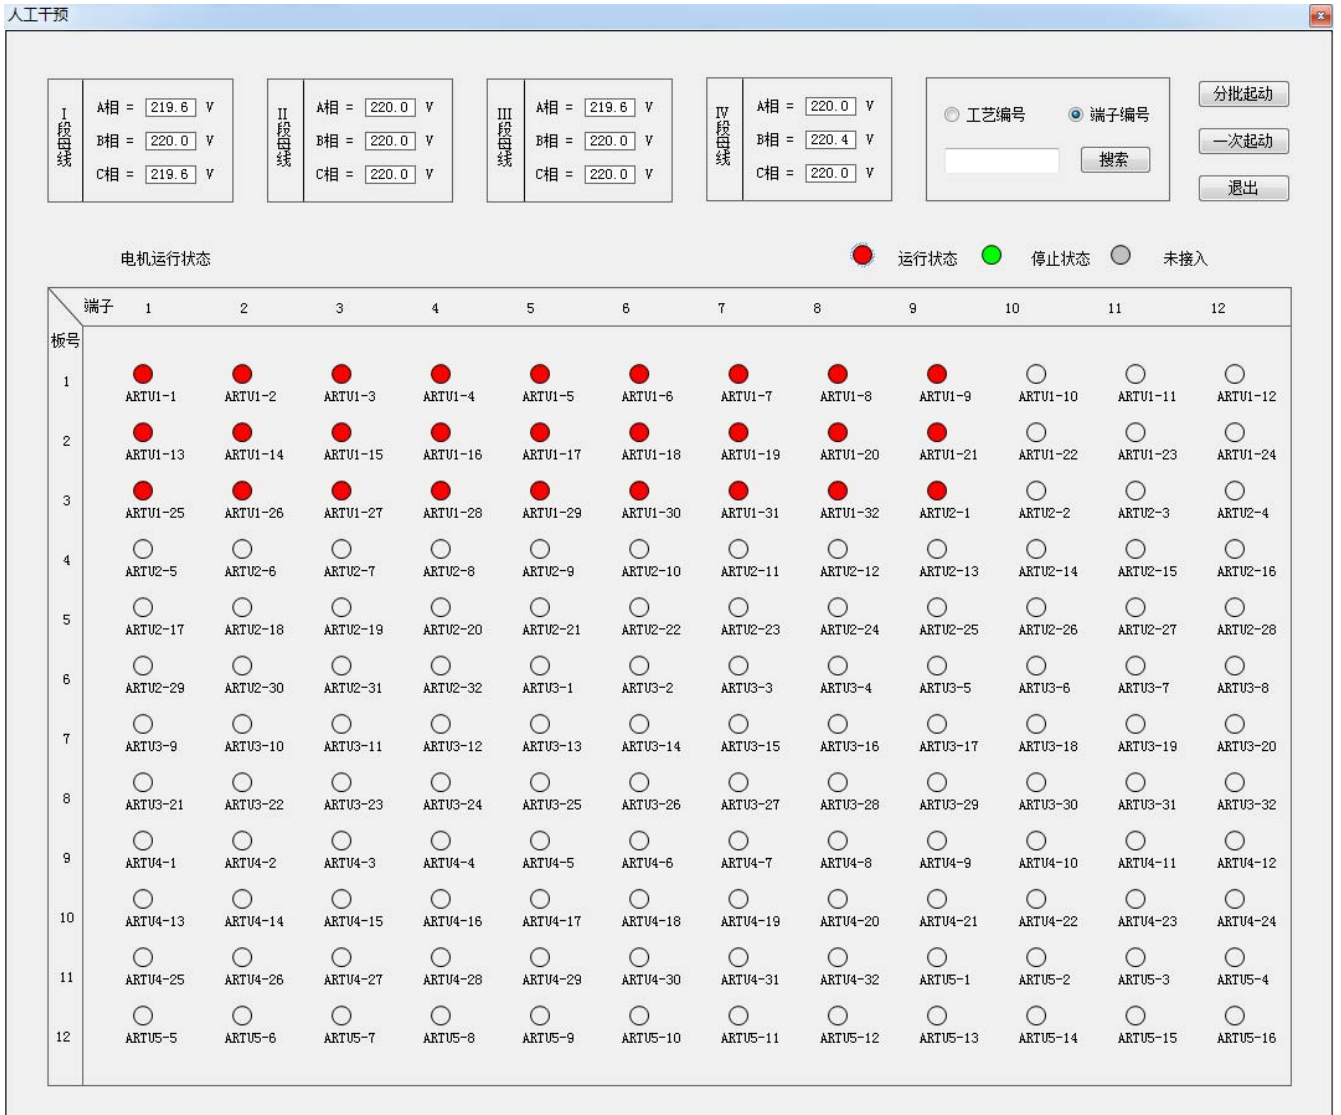 人工干预
I段母线
A相 = 219.6 V
B相 = 220.0 V
C相 = 219.6 V
II段母线
A相 = 220.0 V
B相 = 220.0 V
C相 = 220.0 V
III段母线
A相 = 219.6 V
B相 = 220.0 V
C相 = 220.0 V
IV段母线
A相 = 220.0 V
B相 = 220.4 V
C相 = 220.0 V
工艺编号 端子编号
搜索
分批起动
一次起动
退出
电机运行状态 运行状态 停止状态 未接入
端子 1 2 3 4 5 6 7 8 9 10 11 12
板号
1 ARTU1-1 ARTU1-2 ARTU1-3 ARTU1-4 ARTU1-5 ARTU1-6 ARTU1-7 ARTU1-8 ARTU1-9 ARTU1-10 ARTU1-11 ARTU1-12
2 ARTU1-13 ARTU1-14 ARTU1-15 ARTU1-16 ARTU1-17 ARTU1-18 ARTU1-19 ARTU1-20 ARTU1-21 ARTU1-22 ARTU1-23 ARTU1-24
3 ARTU1-25 ARTU1-26 ARTU1-27 ARTU1-28 ARTU1-29 ARTU1-30 ARTU1-31 ARTU1-32 ARTU2-1 ARTU2-2 ARTU2-3 ARTU2-4
4 ARTU2-5 ARTU2-6 ARTU2-7 ARTU2-8 ARTU2-9 ARTU2-10 ARTU2-11 ARTU2-12 ARTU2-13 ARTU2-14 ARTU2-15 ARTU2-16
5 ARTU2-17 ARTU2-18 ARTU2-19 ARTU2-20 ARTU2-21 ARTU2-22 ARTU2-23 ARTU2-24 ARTU2-25 ARTU2-26 ARTU2-27 ARTU2-28
6 ARTU2-29 ARTU2-30 ARTU2-31 ARTU2-32 ARTU3-1 ARTU3-2 ARTU3-3 ARTU3-4 ARTU3-5 ARTU3-6 ARTU3-7 ARTU3-8
7 ARTU3-9 ARTU3-10 ARTU3-11 ARTU3-12 ARTU3-13 ARTU3-14 ARTU3-15 ARTU3-16 ARTU3-17 ARTU3-18 ARTU3-19 ARTU3-20
8 ARTU3-21 ARTU3-22 ARTU3-23 ARTU3-24 ARTU3-25 ARTU3-26 ARTU3-27 ARTU3-28 ARTU3-29 ARTU3-30 ARTU3-31 ARTU3-32
9 ARTU4-1 ARTU4-2 ARTU4-3 ARTU4-4 ARTU4-5 ARTU4-6 ARTU4-7 ARTU4-8 ARTU4-9 ARTU4-10 ARTU4-11 ARTU4-12
10 ARTU4-13 ARTU4-14 ARTU4-15 ARTU4-16 ARTU4-17 ARTU4-18 ARTU4-19 ARTU4-20 ARTU4-21 ARTU4-22 ARTU4-23 ARTU4-24
11 ARTU4-25 ARTU4-26 ARTU4-27 ARTU4-28 ARTU4-29 ARTU4-30 ARTU4-31 ARTU4-32 ARTU5-1 ARTU5-2 ARTU5-3 ARTU5-4
12 ARTU5-5 ARTU5-6 ARTU5-7 ARTU5-8 ARTU5-9 ARTU5-10 ARTU5-11 ARTU5-12 ARTU5-13 ARTU5-14 ARTU5-15 ARTU5-16